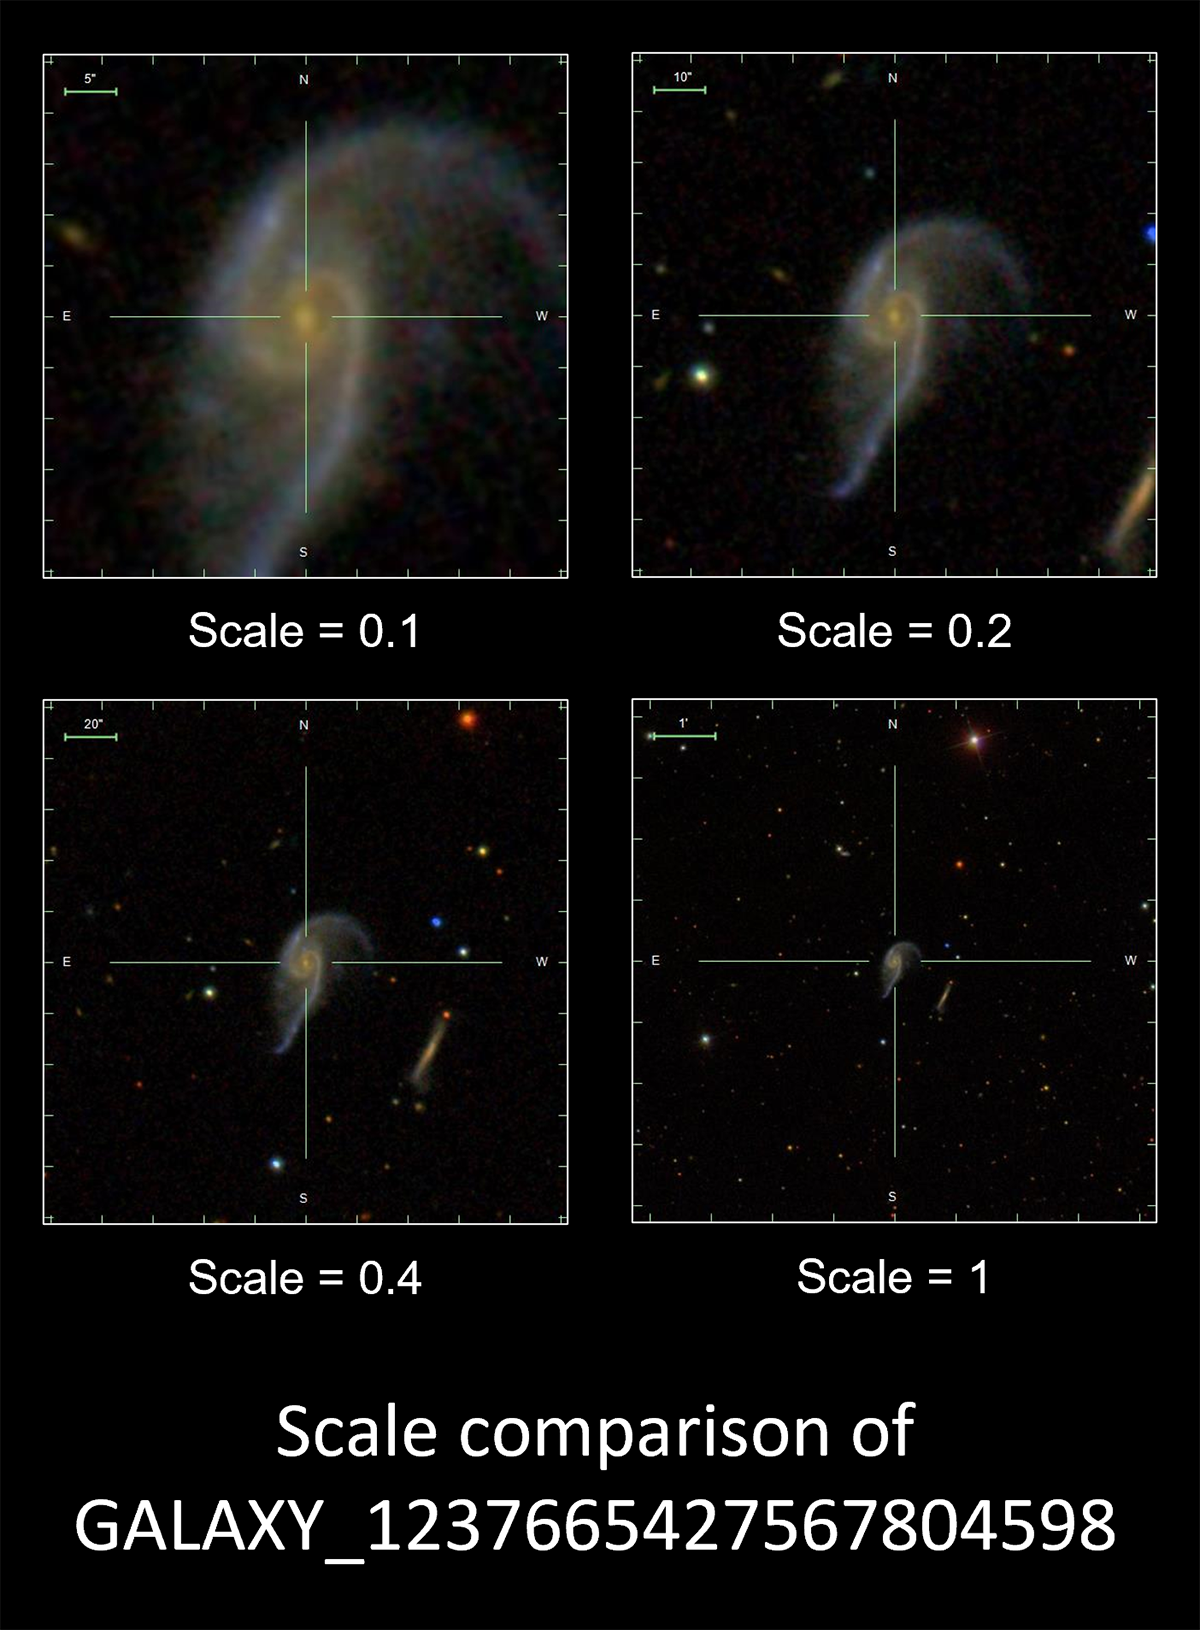 5"
N
E
W
S
Scale = 0.1
10"
N
E
W
S
Scale = 0.2
20"
N
E
W
S
Scale = 0.4
1'
N
E
W
S
Scale = 1
Scale comparison of
GALAXY_1237665427567804598